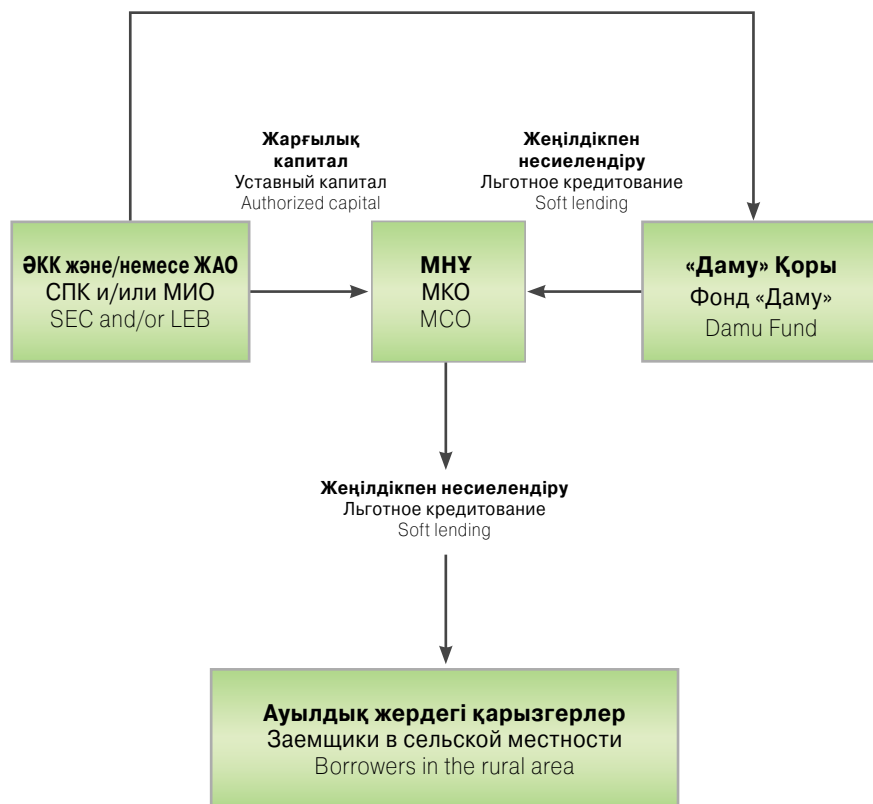 Жарғылық
капитал
Уставный капитал
Authorized capital
Жеңілдікпен
несиелендіру
Льготное кредитование
Soft lending
ӘКК және/немесе ЖАО
СПК и/или МИО
SEC and/or LEB
МНҰ
МКО
MCO
«Даму» Қоры
Фонд «Даму»
Damu Fund
Жеңілдікпен несиелендіру
Льготное кредитование
Soft lending
Ауылдық жердегі қарызгерлер
Заемщики в сельской местности
Borrowers in the rural area